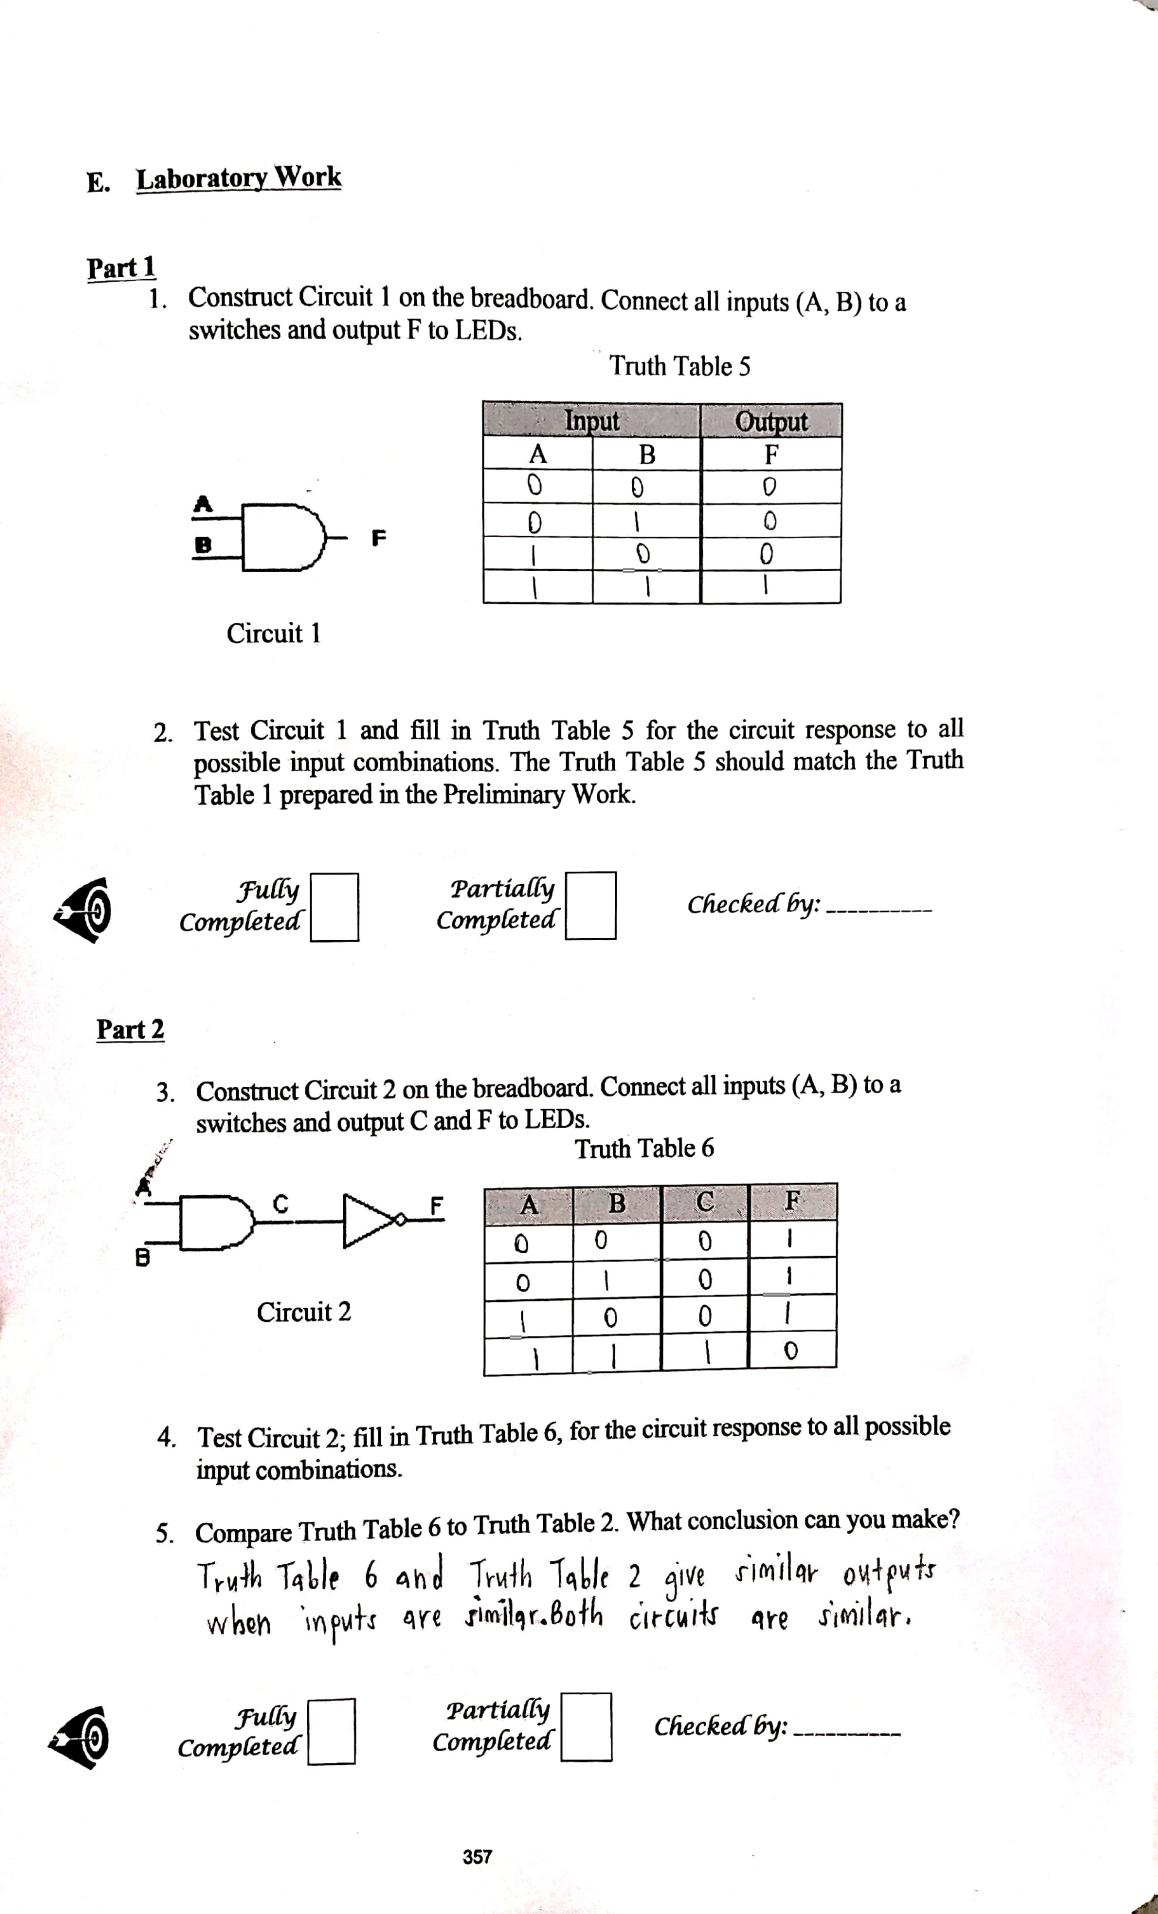 E. Laboratory Work
Part 1
1. Construct Circuit 1 on the breadboard. Connect all inputs (A, B) to a
switches and output F to LEDs.
Truth Table 5
Input Output
A B F
0 0 0
0 1 0
1 0 0
1 1 1
A
B
F
Circuit 1
2. Test Circuit 1 and fill in Truth Table 5 for the circuit response to all
possible input combinations. The Truth Table 5 should match the Truth
Table 1 prepared in the Preliminary Work.
Fully
Completed
Partially
Completed
Checked by: __________
Part 2
3. Construct Circuit 2 on the breadboard. Connect all inputs (A, B) to a
switches and output C and F to LEDs.
Truth Table 6
A
B
C
F
Circuit 2
A B C F
0 0 0 1
0 1 0 1
1 0 0 1
1 1 1 0
4. Test Circuit 2; fill in Truth Table 6, for the circuit response to all possible
input combinations.
5. Compare Truth Table 6 to Truth Table 2. What conclusion can you make?
Truth Table 6 and Truth Table 2 give similar outputs
when inputs are similar. Both circuits are similar.
Fully
Completed
Partially
Completed
Checked by: __________
357